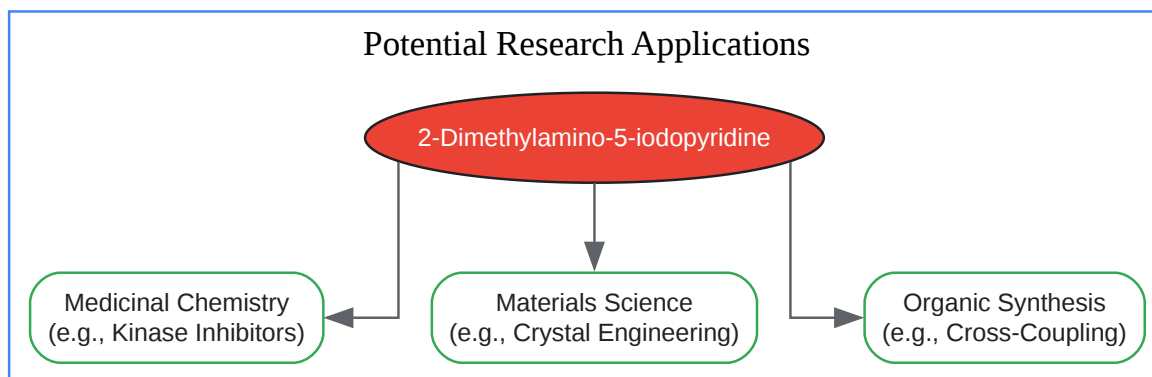 Potential Research Applications
2-Dimethylamino-5-iodopyridine
Medicinal Chemistry
(e.g., Kinase Inhibitors)
Materials Science
(e.g., Crystal Engineering)
Organic Synthesis
(e.g., Cross-Coupling)